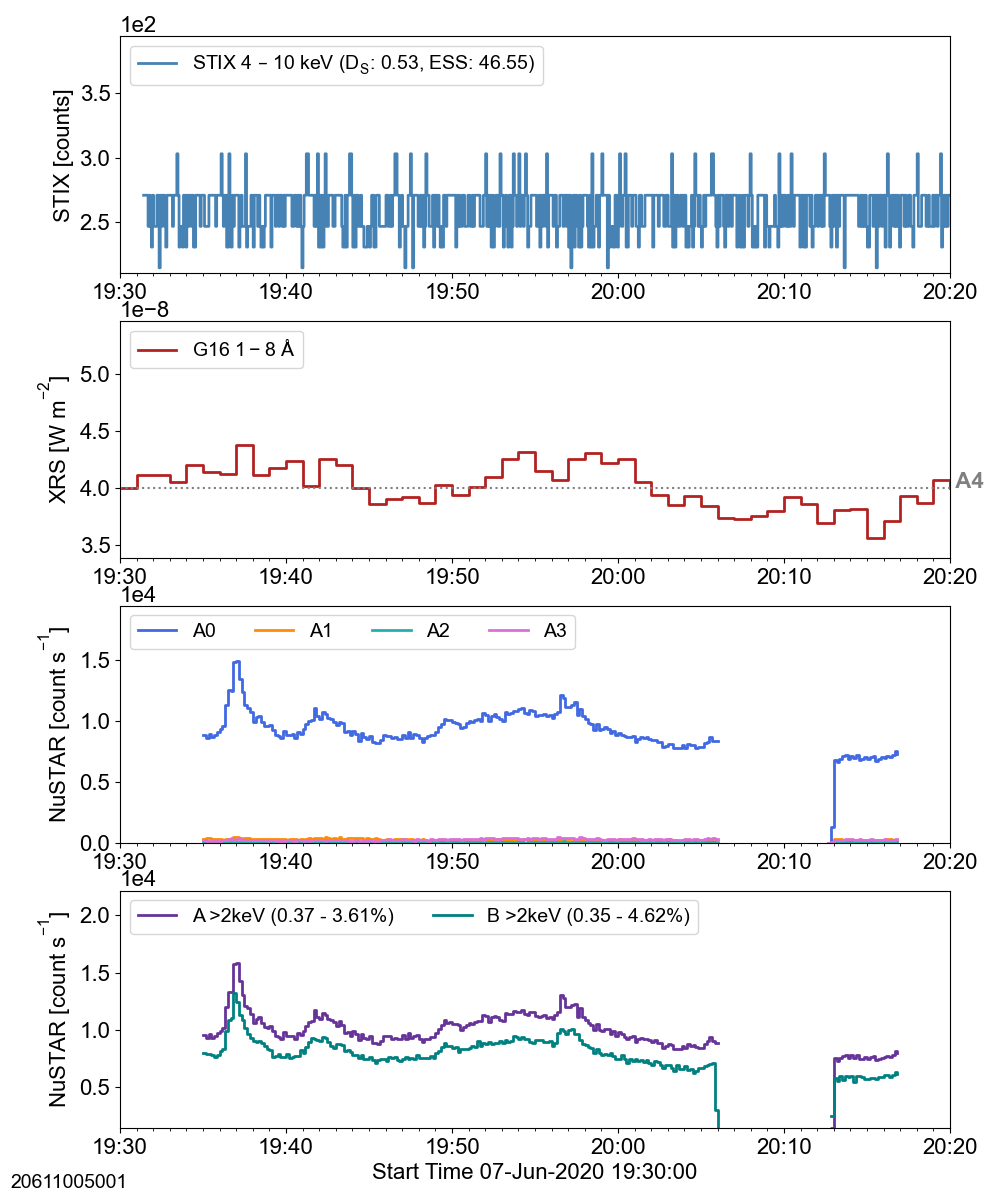 1e2
STIX 4 – 10 keV (DS: 0.53, ESS: 46.55)
STIX [counts]
3.5
3.0
2.5
19:30 19:40 19:50 20:00 20:10 20:20
1e−8
G16 1 – 8 Å
XRS [W m−2]
5.0
4.5
4.0
3.5
A4
19:30 19:40 19:50 20:00 20:10 20:20
1e4
A0 A1 A2 A3
NuSTAR [count s−1]
1.5
1.0
0.5
0.0
19:30 19:40 19:50 20:00 20:10 20:20
1e4
A >2keV (0.37 - 3.61%) B >2keV (0.35 - 4.62%)
NuSTAR [count s−1]
2.0
1.5
1.0
0.5
19:30 19:40 19:50 20:00 20:10 20:20
Start Time 07-Jun-2020 19:30:00
20611005001